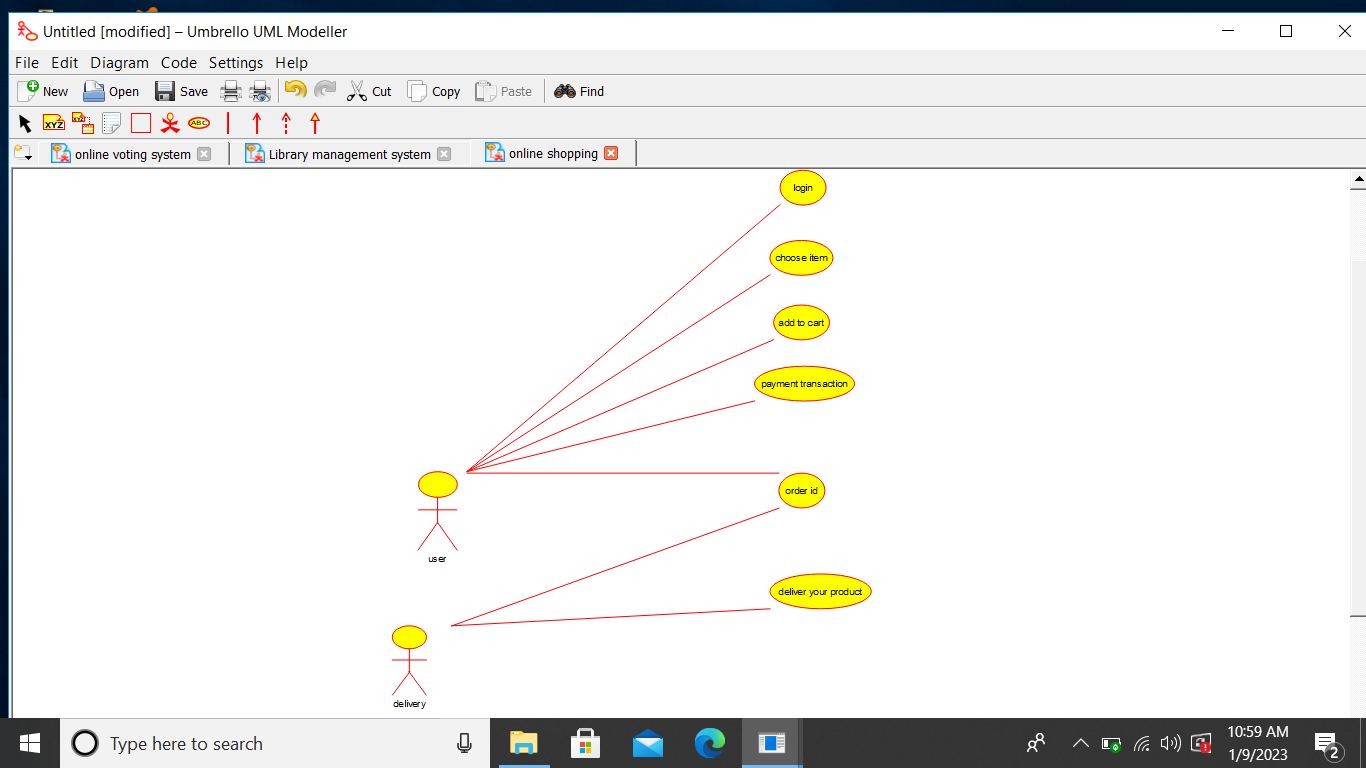 Untitled [modified] – Umbrello UML Modeller
File Edit Diagram Code Settings Help
New Open Save Cut Copy Paste Find
XYZ XYZ ABC
online voting system Library management system online shopping
login
choose item
add to cart
payment transaction
order id
user
deliver your product
delivery
Type here to search
10:59 AM
1/9/2023
2